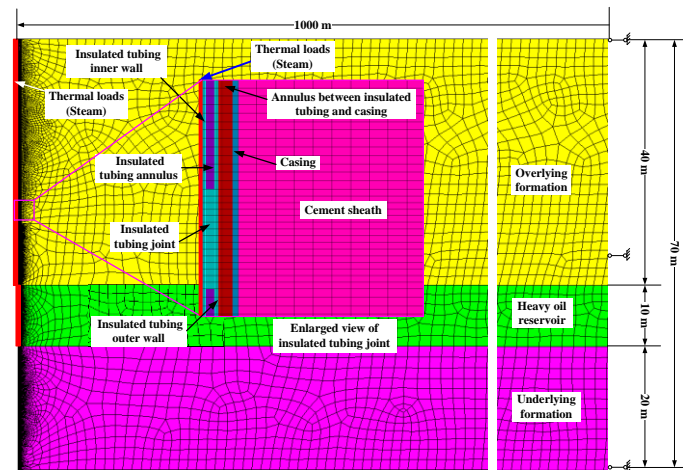 1000 m
Insulated tubing
inner wall
Thermal loads
(Steam)
Thermal loads
(Steam)
Annulus between insulated
tubing and casing
Insulated
tubing annulus
Casing
Overlying
formation
40 m
Cement sheath
Insulated
tubing joint
70 m
Insulated tubing
outer wall
Enlarged view of
insulated tubing joint
Heavy oil
reservoir
10 m
Underlying
formation
20 m